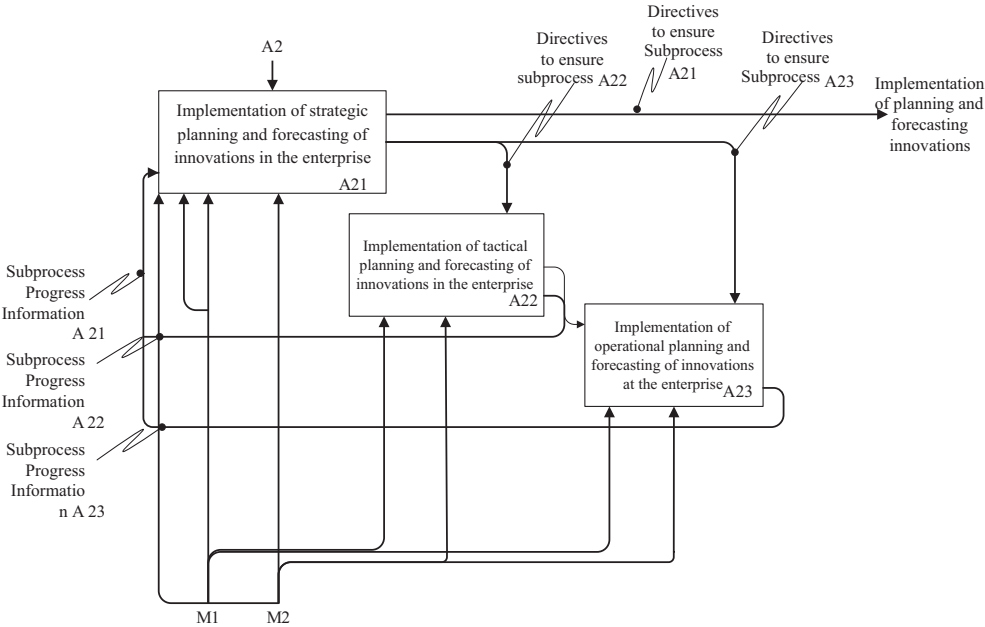 Directives
to ensure
Subprocess
A21
Directives
to ensure
subprocess A22
Directives
to ensure
Subprocess A23
A2
Implementation
of planning and
forecasting
innovations
Implementation of strategic
planning and forecasting of
innovations in the enterprise
A21
Implementation of tactical
planning and forecasting of
innovations in the enterprise
A22
Implementation of
operational planning and
forecasting of innovations
at the enterprise A23
Subprocess
Progress
Information
A 21
Subprocess
Progress
Information
A 22
Subprocess
Progress
Informatio
n A 23
M1
M2